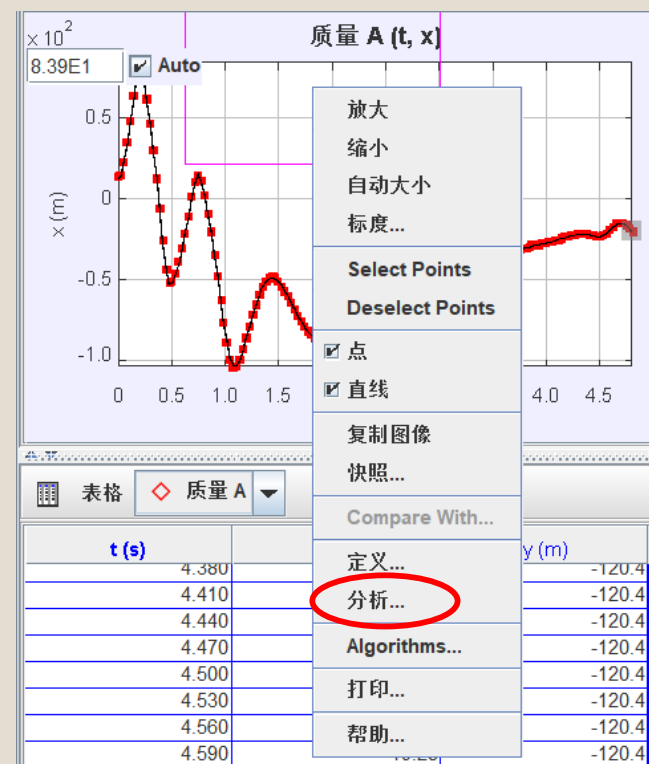 ×10²
质量 A (t, x)
8.39E1
Auto
0.5
0
-0.5
-1.0
x (m)
0 0.5 1.0 1.5 4.0 4.5
放大
缩小
自动大小
标度...
Select Points
Deselect Points
点
直线
复制图像
快照...
Compare With...
定义...
分析...
Algorithms...
打印...
帮助...
表格 质量 A
t (s) y (m)
4.380 -120.4
4.410 -120.4
4.440 -120.4
4.470 -120.4
4.500 -120.4
4.530 -120.4
4.560 -120.4
4.590 -120.4